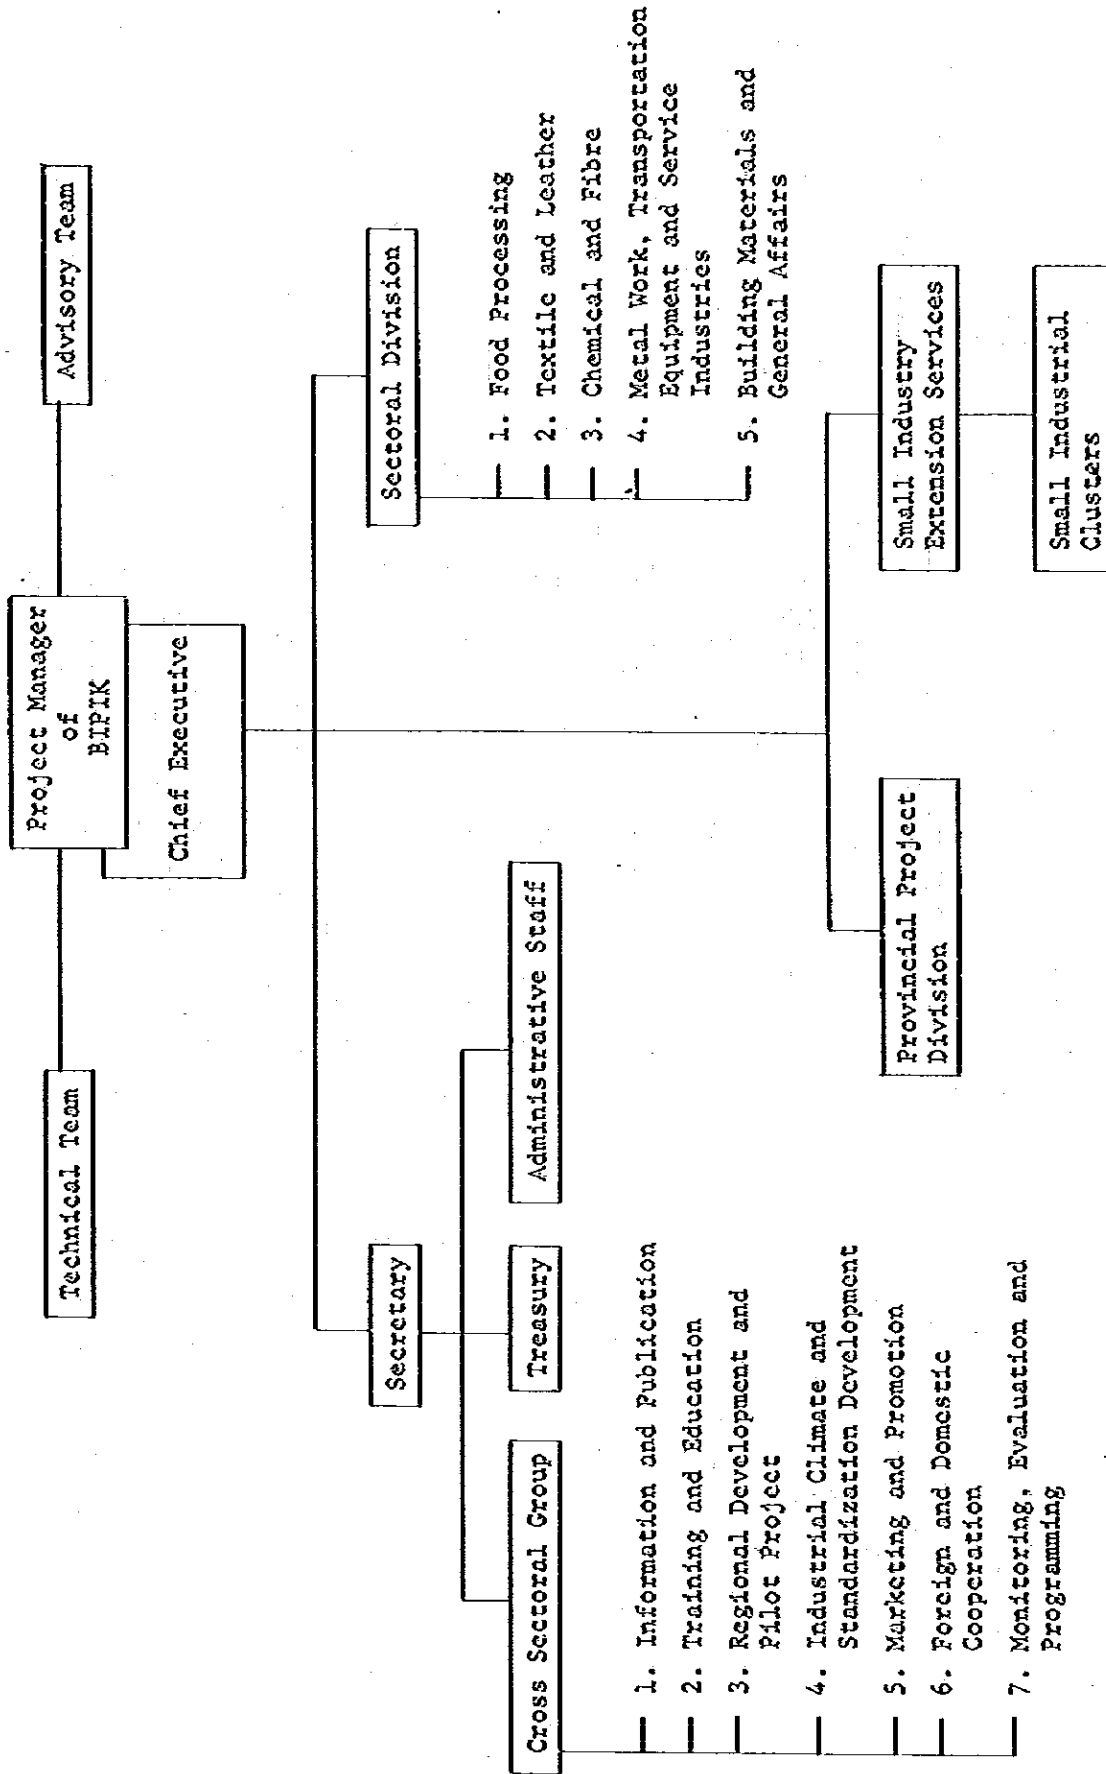 Project Manager
of
BIPIK
Chief Executive
Technical Team
Advisory Team
Secretary
Sectoral Division
Cross Sectoral Group
Treasury
Administrative Staff
1. Information and Publication
2. Training and Education
3. Regional Development and
Pilot Project
4. Industrial Climate and
Standardization Development
5. Marketing and Promotion
6. Foreign and Domestic
Cooperation
7. Monitoring, Evaluation and
Programming
1. Food Processing
2. Textile and Leather
3. Chemical and Fibre
4. Metal Work, Transportation
Equipment and Service
Industries
5. Building Materials and
General Affairs
Provincial Project
Division
Small Industry
Extension Services
Small Industrial
Clusters